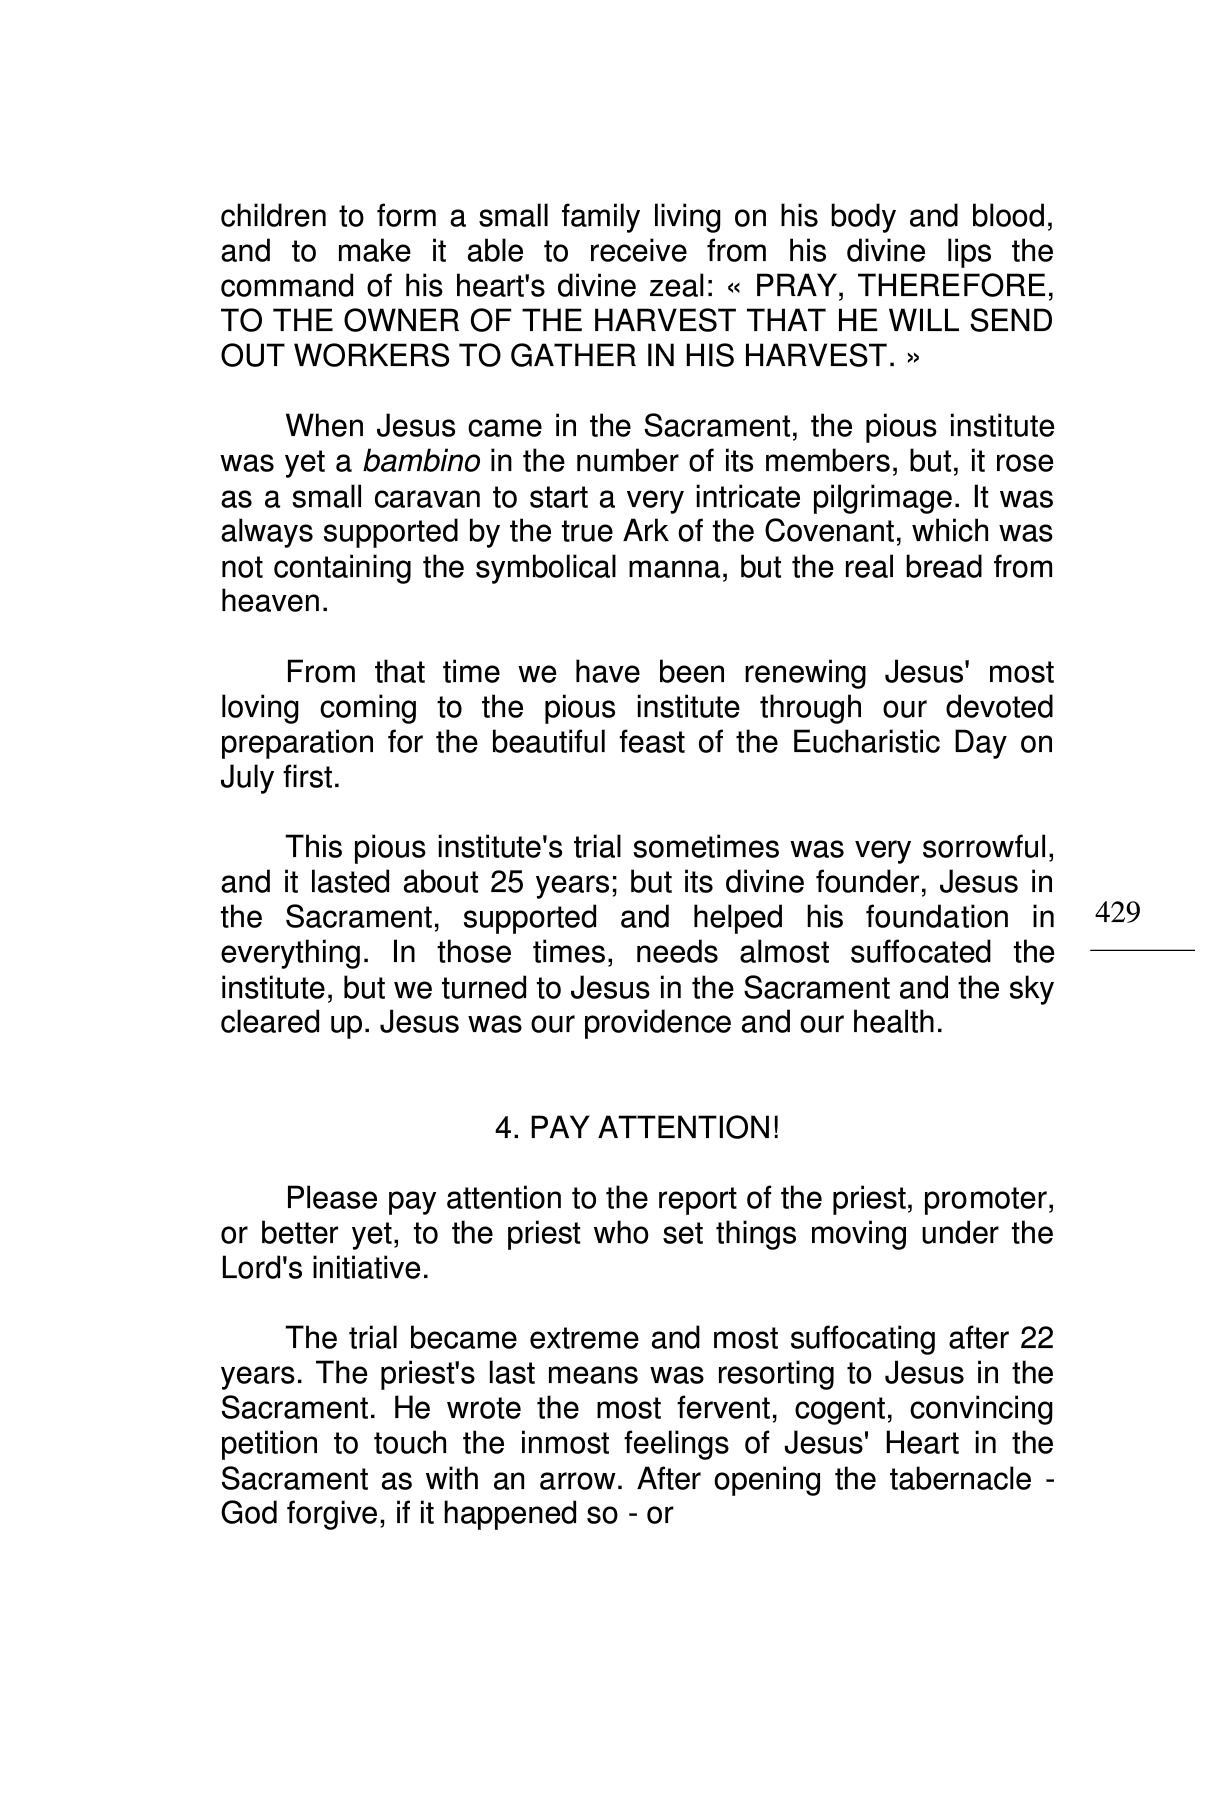 children to form a small family living on his body and blood,
and to make it able to receive from his divine lips the
command of his heart's divine zeal: « PRAY, THEREFORE,
TO THE OWNER OF THE HARVEST THAT HE WILL SEND
OUT WORKERS TO GATHER IN HIS HARVEST. »
When Jesus came in the Sacrament, the pious institute
was yet a bambino in the number of its members, but, it rose
as a small caravan to start a very intricate pilgrimage. It was
always supported by the true Ark of the Covenant, which was
not containing the symbolical manna, but the real bread from
heaven.
From that time we have been renewing Jesus' most
loving coming to the pious institute through our devoted
preparation for the beautiful feast of the Eucharistic Day on
July first.
This pious institute's trial sometimes was very sorrowful,
and it lasted about 25 years; but its divine founder, Jesus in
the Sacrament, supported and helped his foundation in
everything. In those times, needs almost suffocated the
institute, but we turned to Jesus in the Sacrament and the sky
cleared up. Jesus was our providence and our health.
429
4. PAY ATTENTION!
Please pay attention to the report of the priest, promoter,
or better yet, to the priest who set things moving under the
Lord's initiative.
The trial became extreme and most suffocating after 22
years. The priest's last means was resorting to Jesus in the
Sacrament. He wrote the most fervent, cogent, convincing
petition to touch the inmost feelings of Jesus' Heart in the
Sacrament as with an arrow. After opening the tabernacle -
God forgive, if it happened so - or